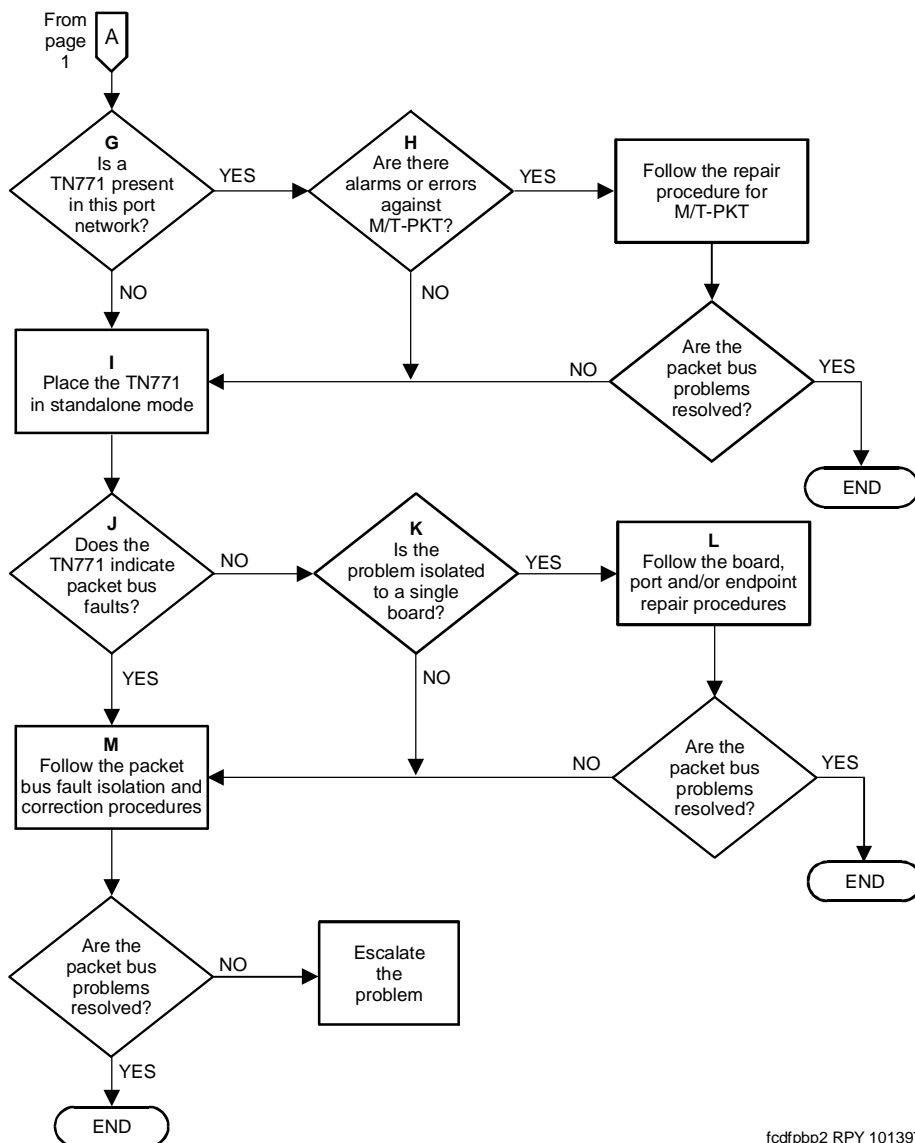 From
page
1
A
G
Is a
TN771 present
in this port
network?
YES
H
Are there
alarms or errors
against
M/T-PKT?
YES
Follow the repair
procedure for
M/T-PKT
NO
NO
I
Place the TN771
in standalone mode
NO
Are the
packet bus
problems
resolved?
YES
END
J
Does the
TN771 indicate
packet bus
faults?
NO
K
Is the
problem isolated
to a single
board?
YES
L
Follow the board,
port and/or endpoint
repair procedures
YES
NO
M
Follow the packet
bus fault isolation and
correction procedures
NO
Are the
packet bus
problems
resolved?
YES
END
Are the
packet bus
problems
resolved?
NO
Escalate
the
problem
YES
END
fcdfpbp2 RPY 101397